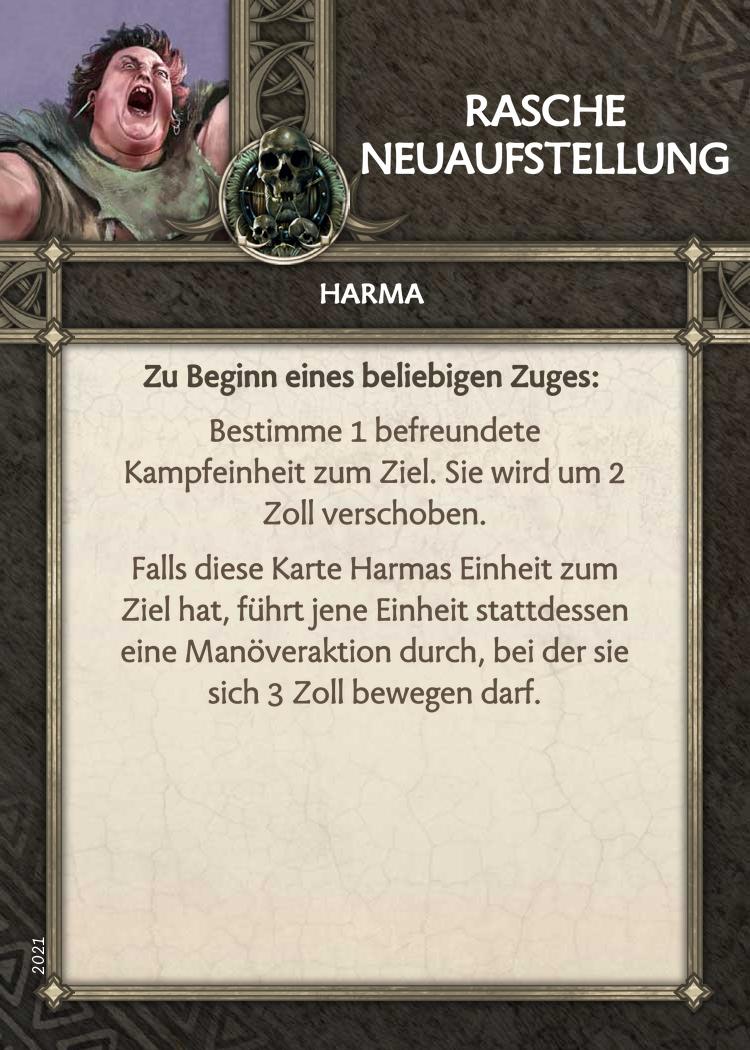 RASCHE
NEUAUFSTELLUNG
HARMA
Zu Beginn eines beliebigen Zuges:
Bestimme 1 befreundete
Kampfeinheit zum Ziel. Sie wird um 2
Zoll verschoben.
Falls diese Karte Harmas Einheit zum
Ziel hat, führt jene Einheit stattdessen
eine Manöveraktion durch, bei der sie
sich 3 Zoll bewegen darf.
2021